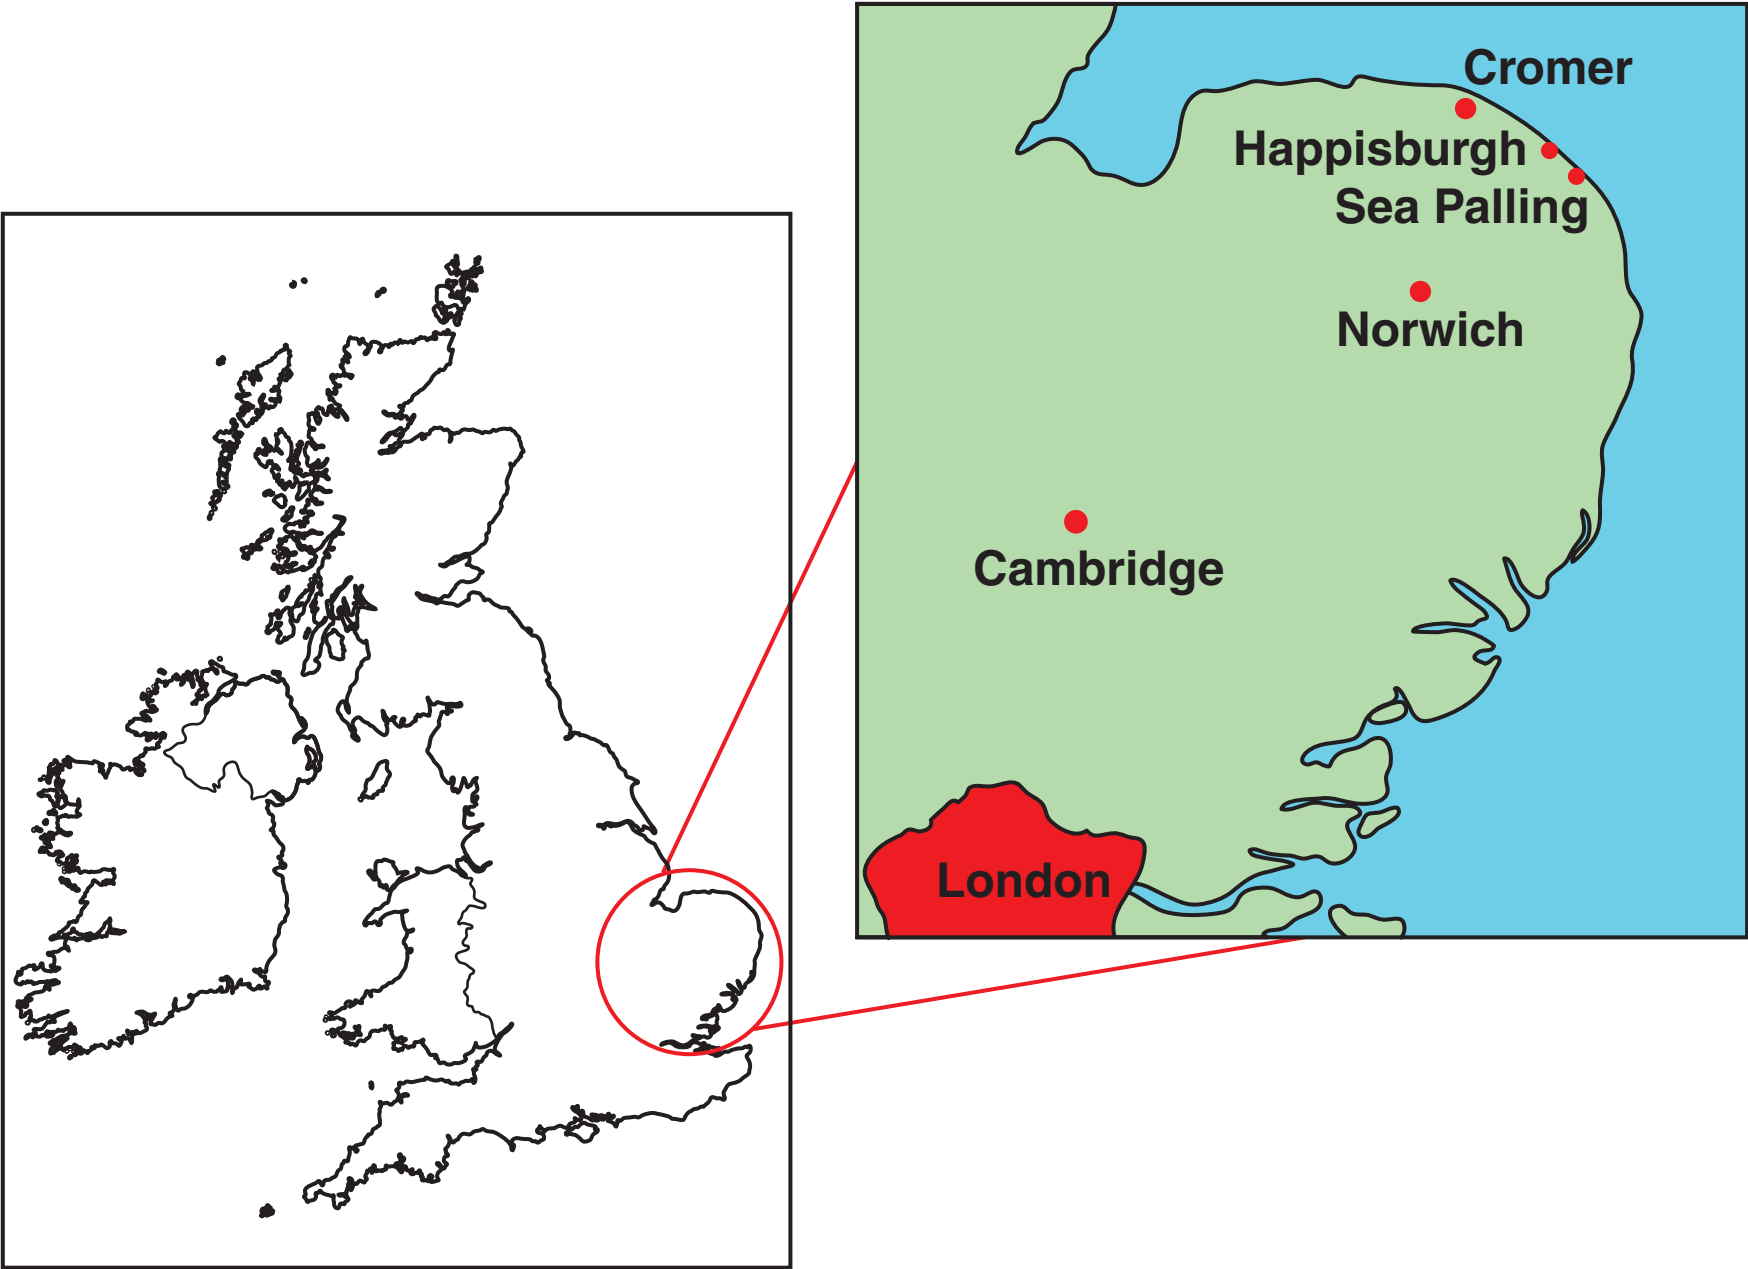 Cromer
Happisburgh
Sea Palling
Norwich
Cambridge
London